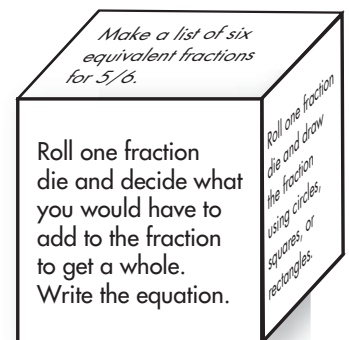 Make a list of six
equivalent fractions
for 5/6.
Roll one fraction
die and decide what
you would have to
add to the fraction
to get a whole.
Write the equation.
Roll one fraction
die and draw
the fraction
using circles,
squares, or
rectangles.